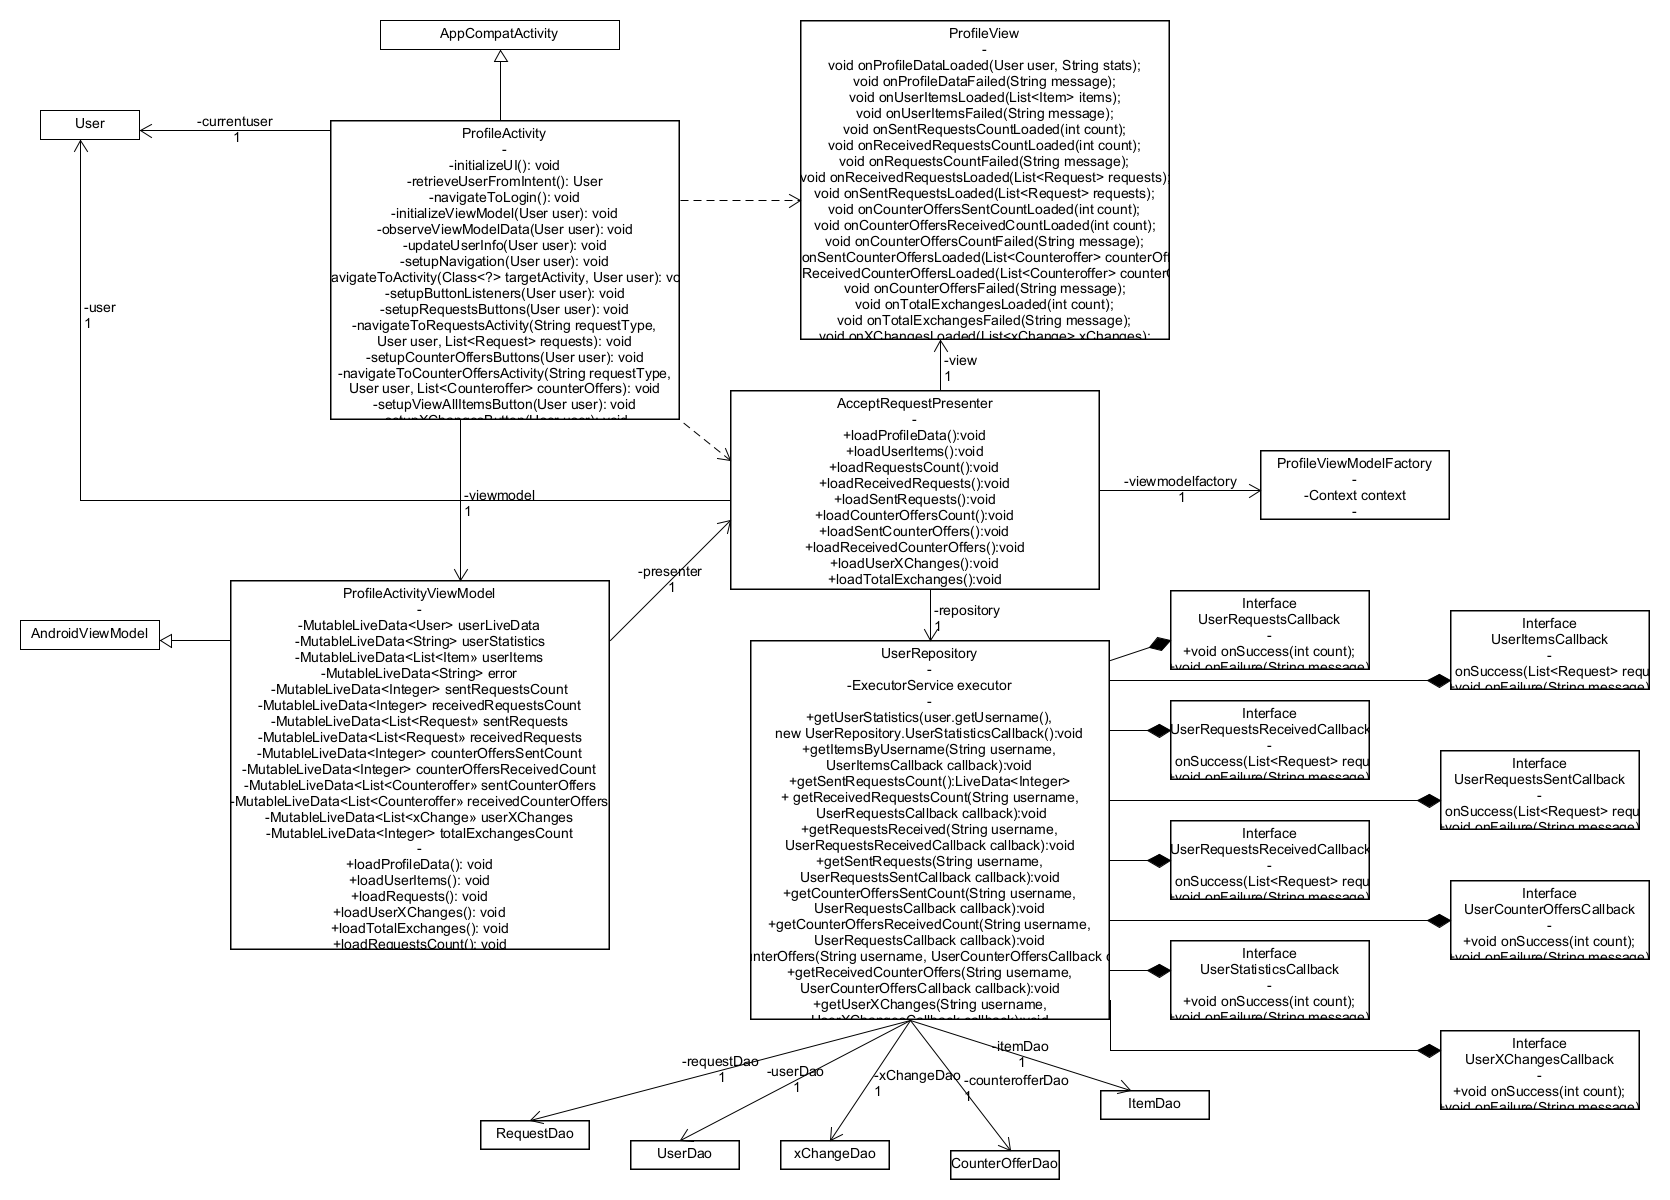 AppCompatActivity
User
-currentuser
1
-user
1
ProfileActivity
-
-initializeUI(): void
-retrieveUserFromIntent(): User
-navigateToLogin(): void
-initializeViewModel(User user): void
-observeViewModelData(User user): void
-updateUserInfo(User user): void
-setupNavigation(User user): void
avigateToActivity(Class<?> targetActivity, User user): vo
-setupButtonListeners(User user): void
-setupRequestsButtons(User user): void
-navigateToRequestsActivity(String requestType,
User user, List<Request> requests): void
-setupCounterOffersButtons(User user): void
-navigateToCounterOffersActivity(String requestType,
User user, List<Counteroffer> counterOffers): void
-setupViewAllItemsButton(User user): void
-setupXChangesButton(User user): void
ProfileView
-
void onProfileDataLoaded(User user, String stats);
void onProfileDataFailed(String message);
void onUserItemsLoaded(List<Item> items);
void onUserItemsFailed(String message);
void onSentRequestsCountLoaded(int count);
void onReceivedRequestsCountLoaded(int count);
void onRequestsCountFailed(String message);
void onReceivedRequestsLoaded(List<Request> requests);
void onSentRequestsLoaded(List<Request> requests);
void onCounterOffersSentCountLoaded(int count);
void onCounterOffersReceivedCountLoaded(int count);
void onCounterOffersCountFailed(String message);
onSentCounterOffersLoaded(List<Counteroffer> counterOff
ReceivedCounterOffersLoaded(List<Counteroffer> counter
void onCounterOffersFailed(String message);
void onTotalExchangesLoaded(int count);
void onTotalExchangesFailed(String message);
void onXChangesLoaded(List<xChange> xChanges);
-view
1
AcceptRequestPresenter
-
+loadProfileData():void
+loadUserItems():void
+loadRequestsCount():void
+loadReceivedRequests():void
+loadSentRequests():void
+loadCounterOffersCount():void
+loadSentCounterOffers():void
+loadReceivedCounterOffers():void
+loadUserXChanges():void
+loadTotalExchanges():void
-viewmodelfactory
1
ProfileViewModelFactory
-
-Context context
-
-viewmodel
1
-presenter
1
-repository
1
AndroidViewModel
ProfileActivityViewModel
-
-MutableLiveData<User> userLiveData
-MutableLiveData<String> userStatistics
-MutableLiveData<List<Item» userItems
-MutableLiveData<String> error
-MutableLiveData<Integer> sentRequestsCount
-MutableLiveData<Integer> receivedRequestsCount
-MutableLiveData<List<Request» sentRequests
-MutableLiveData<List<Request» receivedRequests
-MutableLiveData<Integer> counterOffersSentCount
-MutableLiveData<Integer> counterOffersReceivedCount
-MutableLiveData<List<Counteroffer» sentCounterOffers
-MutableLiveData<List<Counteroffer» receivedCounterOffers
-MutableLiveData<List<xChange» userXChanges
-MutableLiveData<Integer> totalExchangesCount
-
+loadProfileData(): void
+loadUserItems(): void
+loadRequests(): void
+loadUserXChanges(): void
+loadTotalExchanges(): void
+loadRequestsCount(): void
UserRepository
-
-ExecutorService executor
-
+getUserStatistics(user.getUsername(),
new UserRepository.UserStatisticsCallback():void
+getItemsByUsername(String username,
UserItemsCallback callback):void
+getSentRequestsCount():LiveData<Integer>
+ getReceivedRequestsCount(String username,
UserRequestsCallback callback):void
+getRequestsReceived(String username,
UserRequestsReceivedCallback callback):void
+getSentRequests(String username,
UserRequestsSentCallback callback):void
+getCounterOffersSentCount(String username,
UserRequestsCallback callback):void
+getCounterOffersReceivedCount(String username,
UserRequestsCallback callback):void
nterOffers(String username, UserCounterOffersCallback c
+getReceivedCounterOffers(String username,
UserCounterOffersCallback callback):void
+getUserXChanges(String username,
UserXChangesCallback callback):void
Interface
UserRequestsCallback
-
+void onSuccess(int count);
+void onFailure(String message)
Interface
UserItemsCallback
-
onSuccess(List<Request> requ
+void onFailure(String message)
Interface
UserRequestsReceivedCallback
-
onSuccess(List<Request> requ
+void onFailure(String message)
Interface
UserRequestsSentCallback
-
onSuccess(List<Request> requ
+void onFailure(String message)
Interface
UserRequestsReceivedCallback
-
onSuccess(List<Request> requ
+void onFailure(String message)
Interface
UserCounterOffersCallback
-
+void onSuccess(int count);
+void onFailure(String message)
Interface
UserStatisticsCallback
-
+void onSuccess(int count);
+void onFailure(String message)
Interface
UserXChangesCallback
-
+void onSuccess(int count);
+void onFailure(String message)
-requestDao
1
-userDao
1
-xChangeDao
1
-counterofferDao
1
-itemDao
1
RequestDao
UserDao
xChangeDao
CounterOfferDao
ItemDao